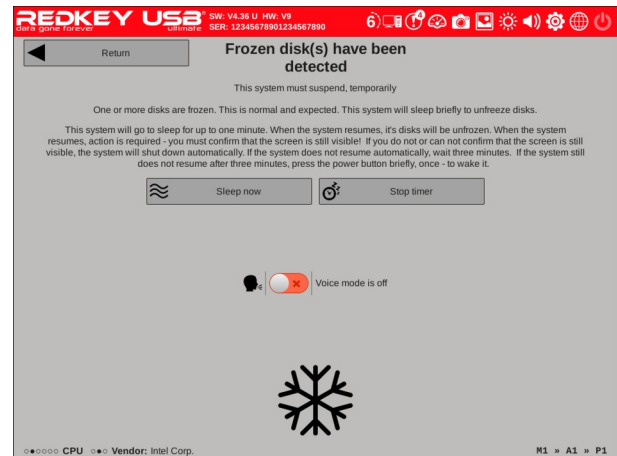 REDKEY USB®
data gone forever
ultimate
SW: V4.36 U HW: V9
SER: 12345678901234567890
6)
4
Return
Frozen disk(s) have been
detected
This system must suspend, temporarily
One or more disks are frozen. This is normal and expected. This system will sleep briefly to unfreeze disks.
This system will go to sleep for up to one minute. When the system resumes, it's disks will be unfrozen. When the system
resumes, action is required - you must confirm that the screen is still visible! If you do not or can not confirm that the screen is still
visible, the system will shut down automatically. If the system does not resume automatically, wait three minutes. If the system still
does not resume after three minutes, press the power button briefly, once - to wake it.
Sleep now
Stop timer
Voice mode is off
CPU Vendor: Intel Corp.
M1 » A1 » P1